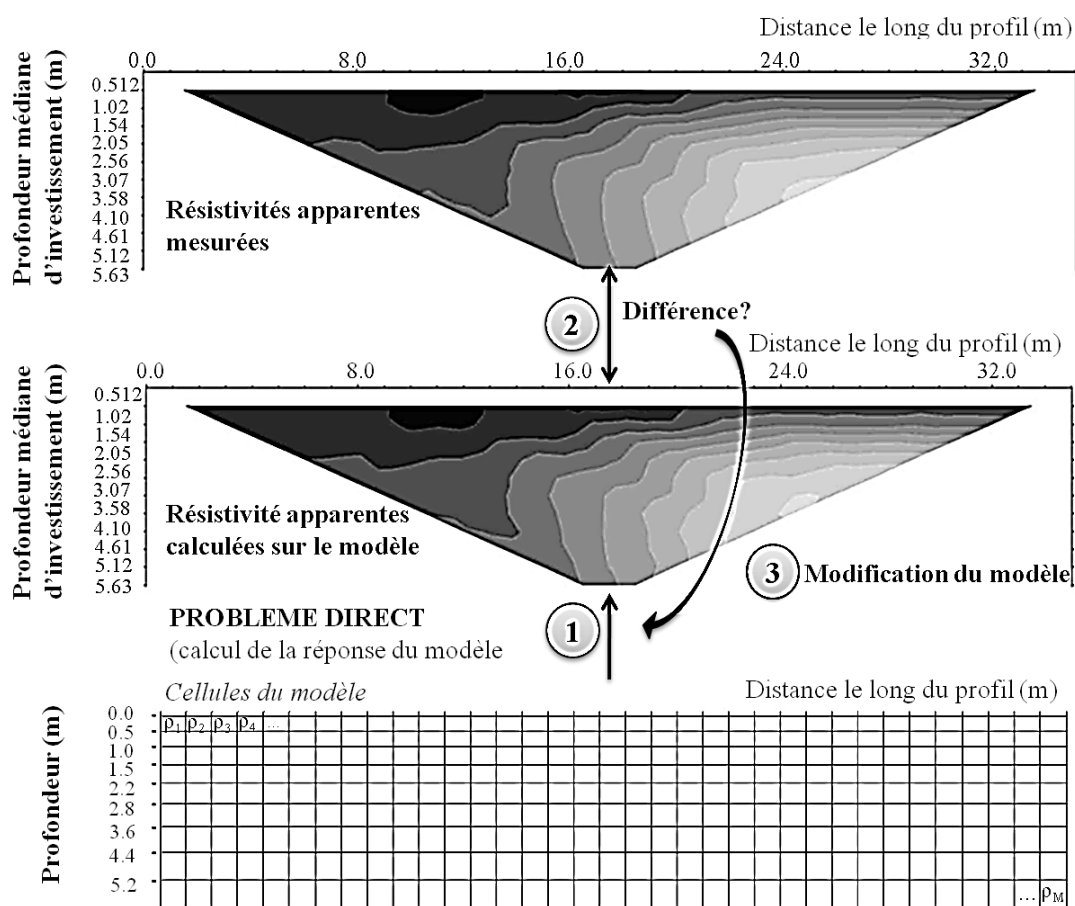 Distance le long du profil (m)
0.0 8.0 16.0 24.0 32.0
Profondeur médiane
d'investissement (m)
0.512
1.02
1.54
2.05
2.56
3.07
3.58
4.10
4.61
5.12
5.63
Résistivités apparentes
mesurées
2
Différence?
Distance le long du profil (m)
0.0 8.0 16.0 24.0 32.0
Profondeur médiane
d'investissement (m)
0.512
1.02
1.54
2.05
2.56
3.07
3.58
4.10
4.61
5.12
5.63
Résistivité apparentes
calculées sur le modèle
3 Modification du modèle
PROBLEME DIRECT
(calcul de la réponse du modèle
1
Cellules du modèle
Distance le long du profil (m)
Profondeur (m)
0.0
0.5
1.0
1.5
2.2
2.8
3.6
4.4
5.2
ρ1 ρ2 ρ3 ρ4 ...
... ρM